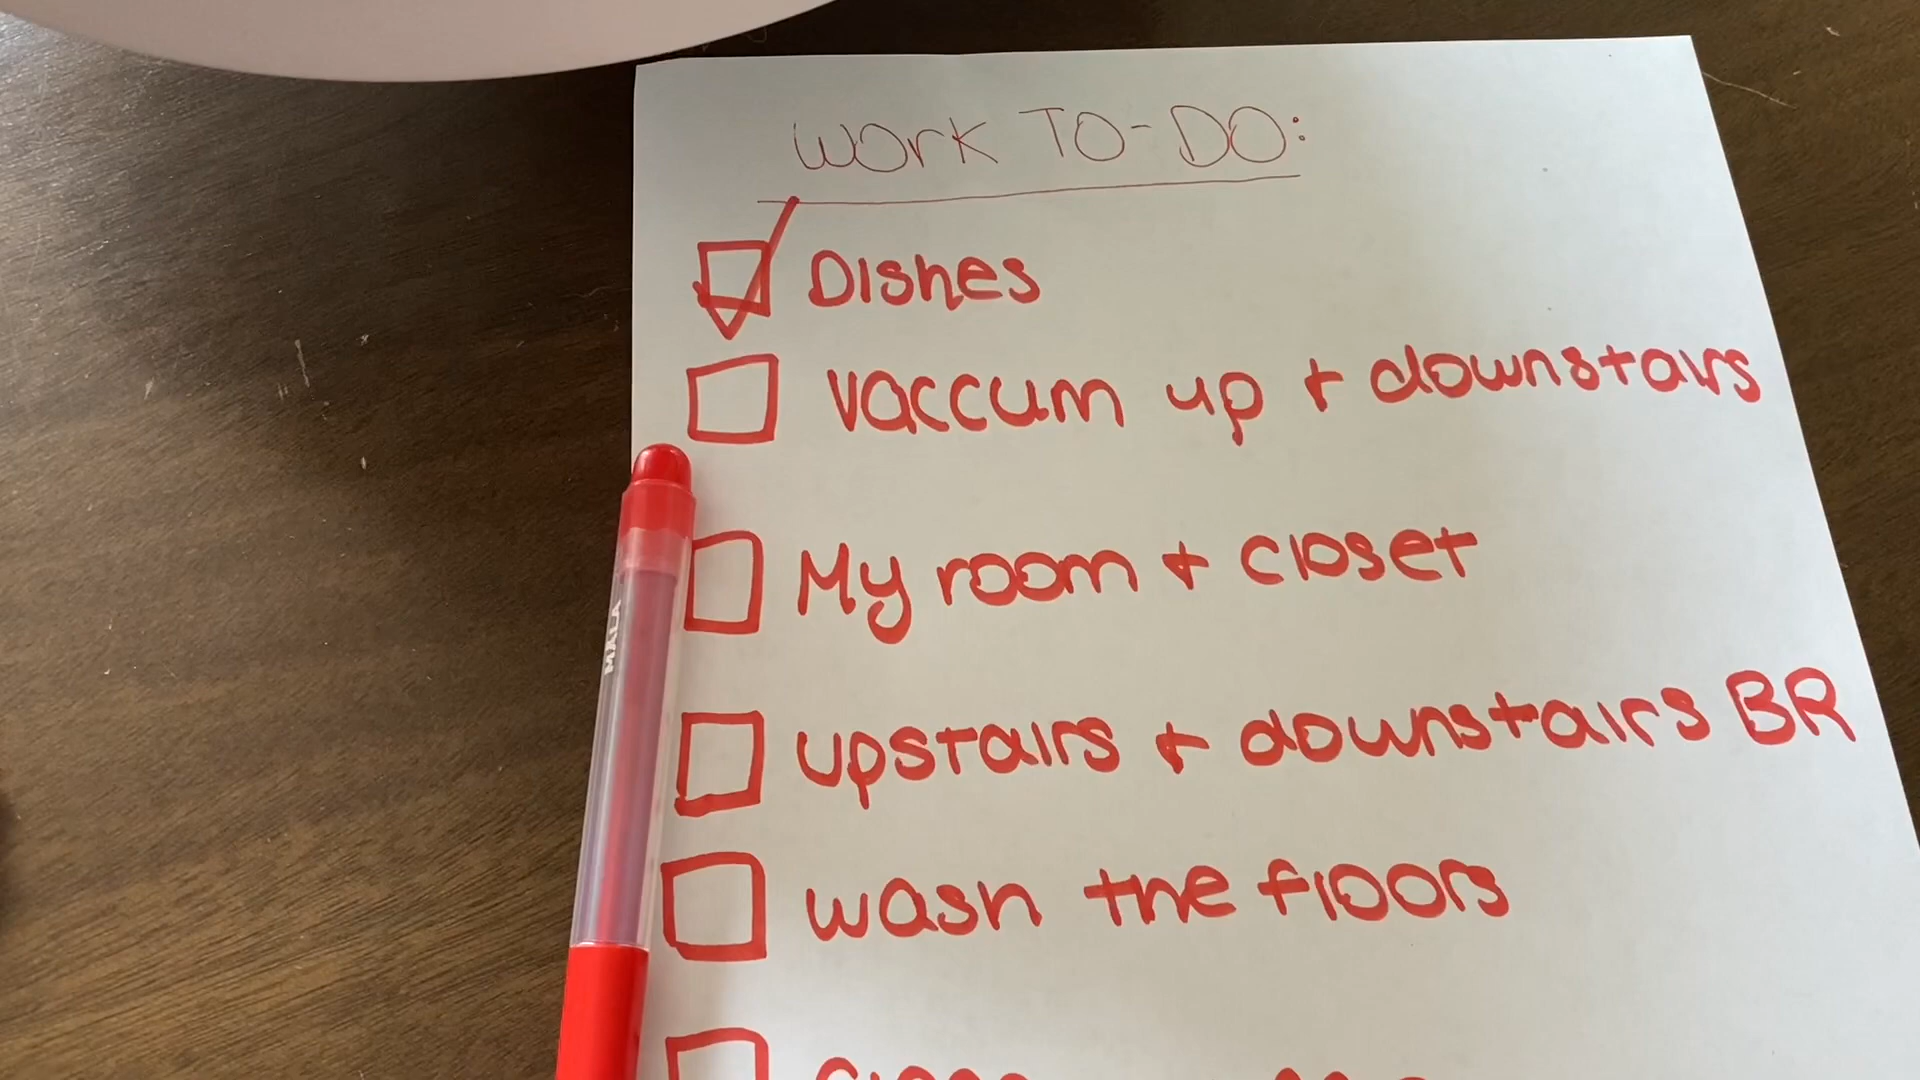 WORK TO-DO:
Dishes
vaccum up + downstairs
My room + closet
upstairs + downstairs BR
wash the floors